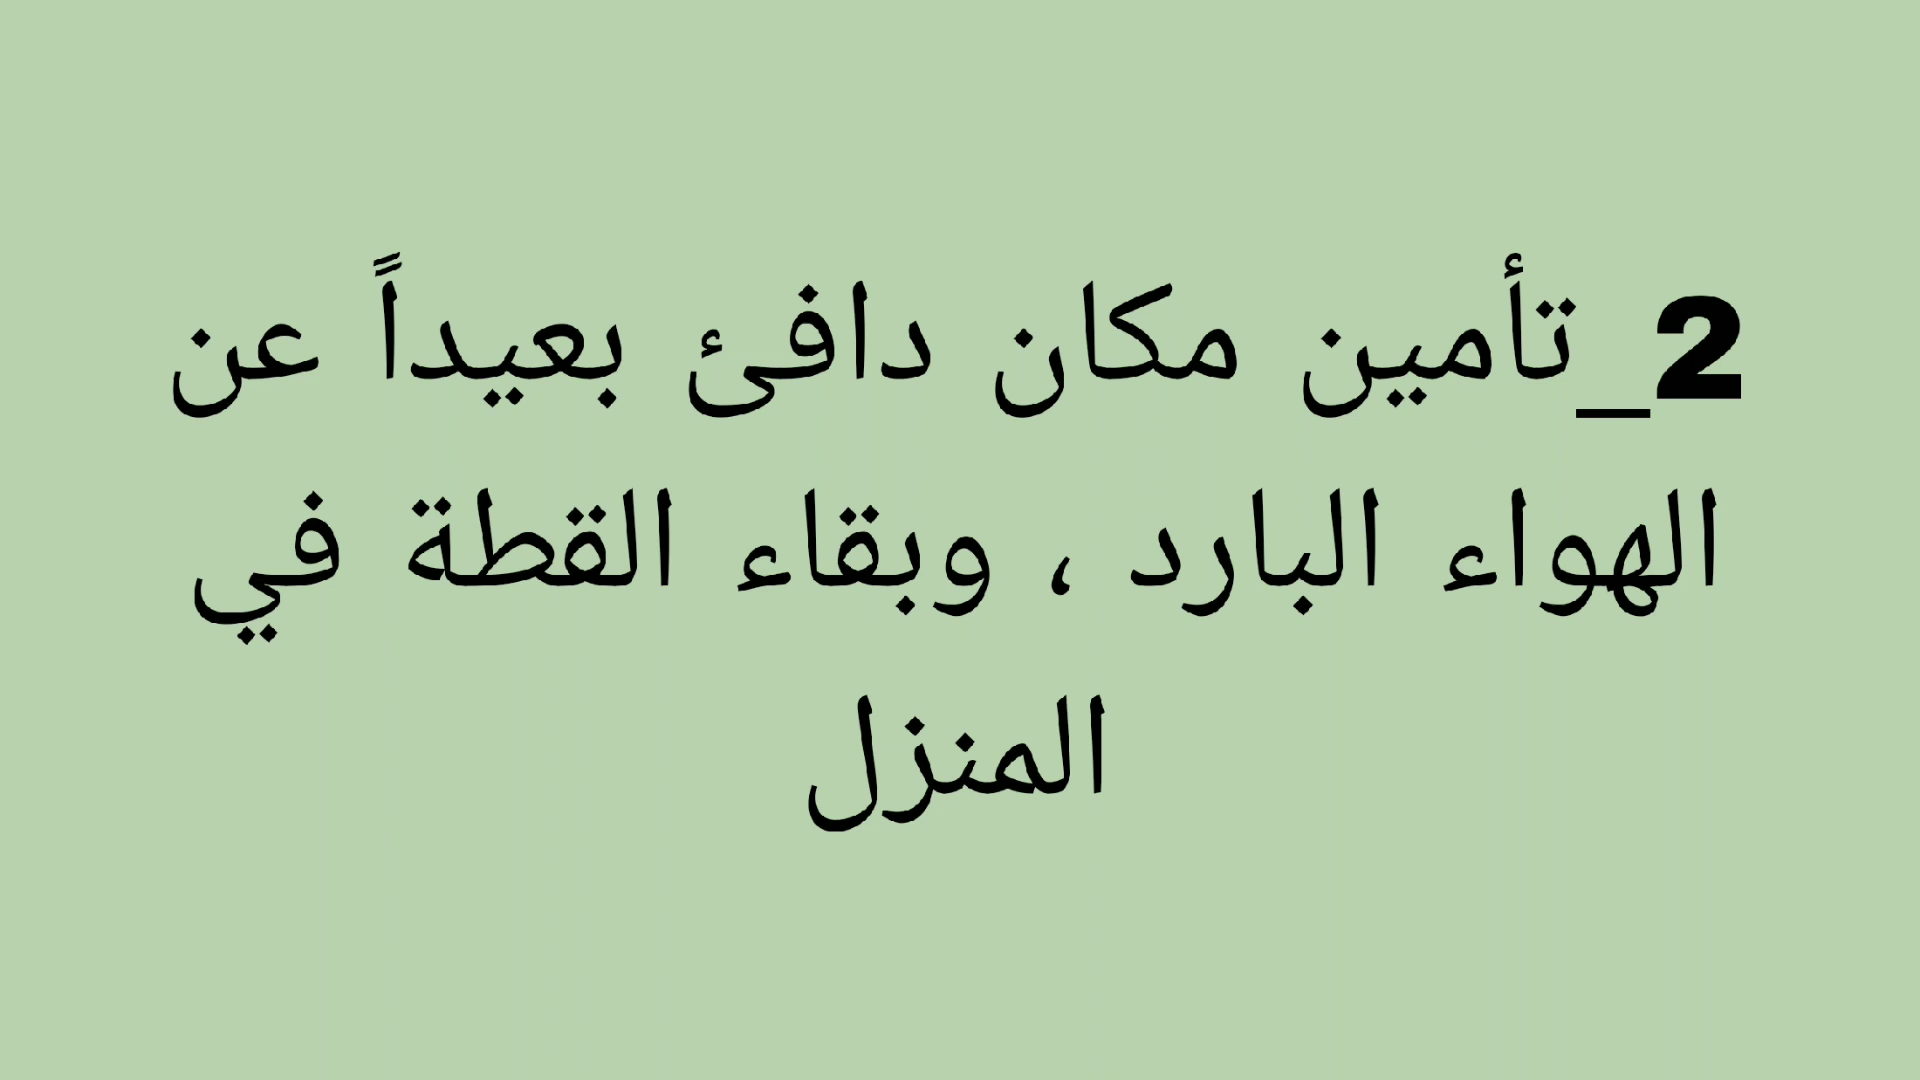 2_تأمين مكان دافئ بعيداً عن
الهواء البارد ، وبقاء القطة في
المنزل